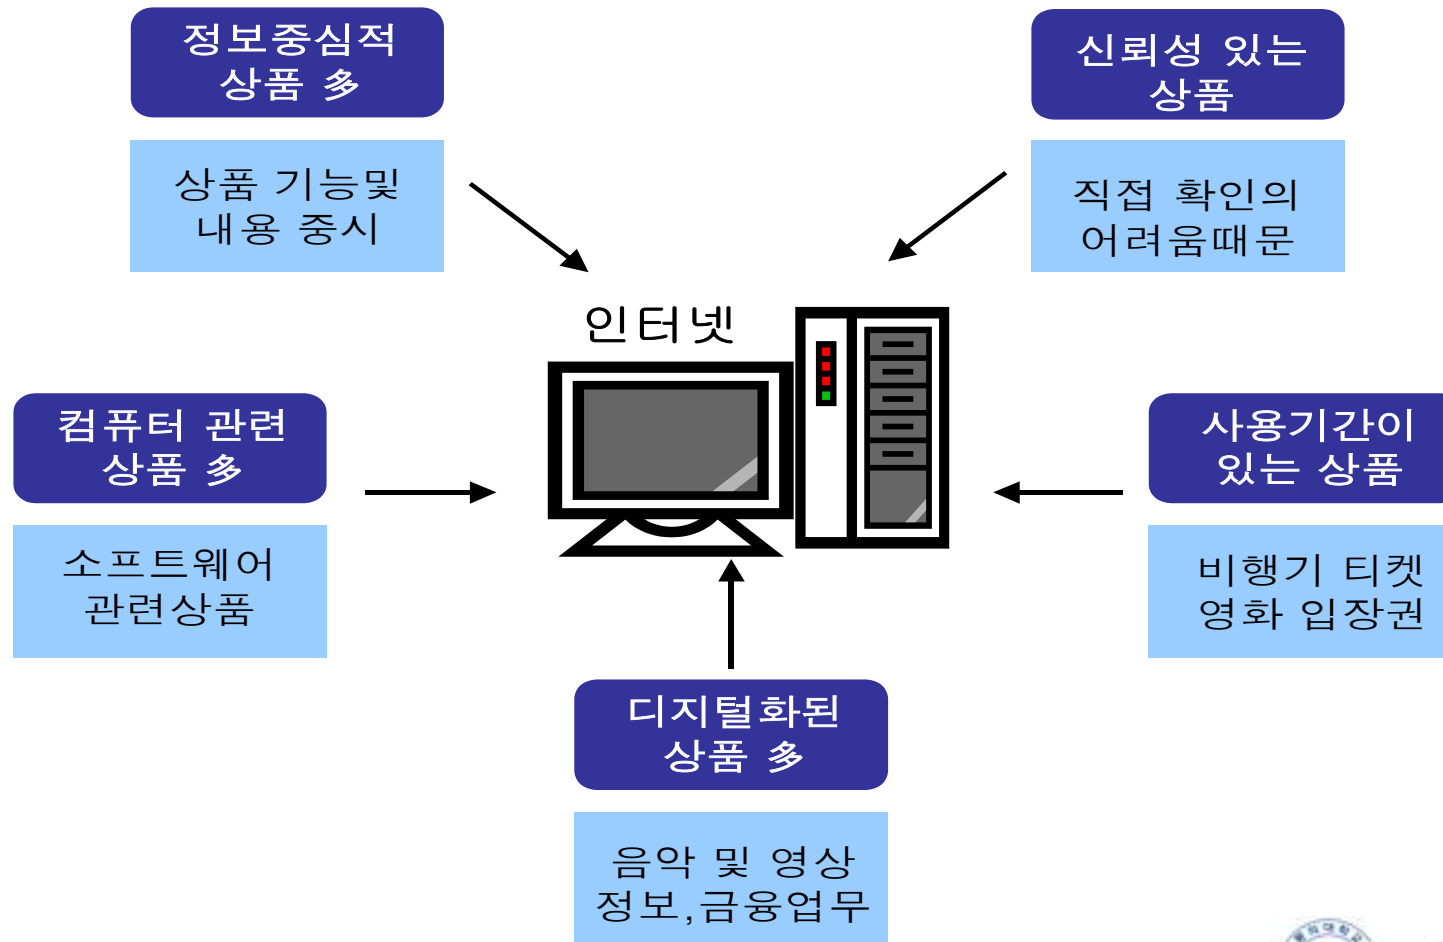 정보중심적
상품 多
상품 기능및
내용 중시
신뢰성 있는
상품
직접 확인의
어려움때문
인터넷
컴퓨터 관련
상품 多
소프트웨어
관련상품
사용기간이
있는 상품
비행기 티켓
영화 입장권
디지털화된
상품 多
음악 및 영상
정보,금융업무